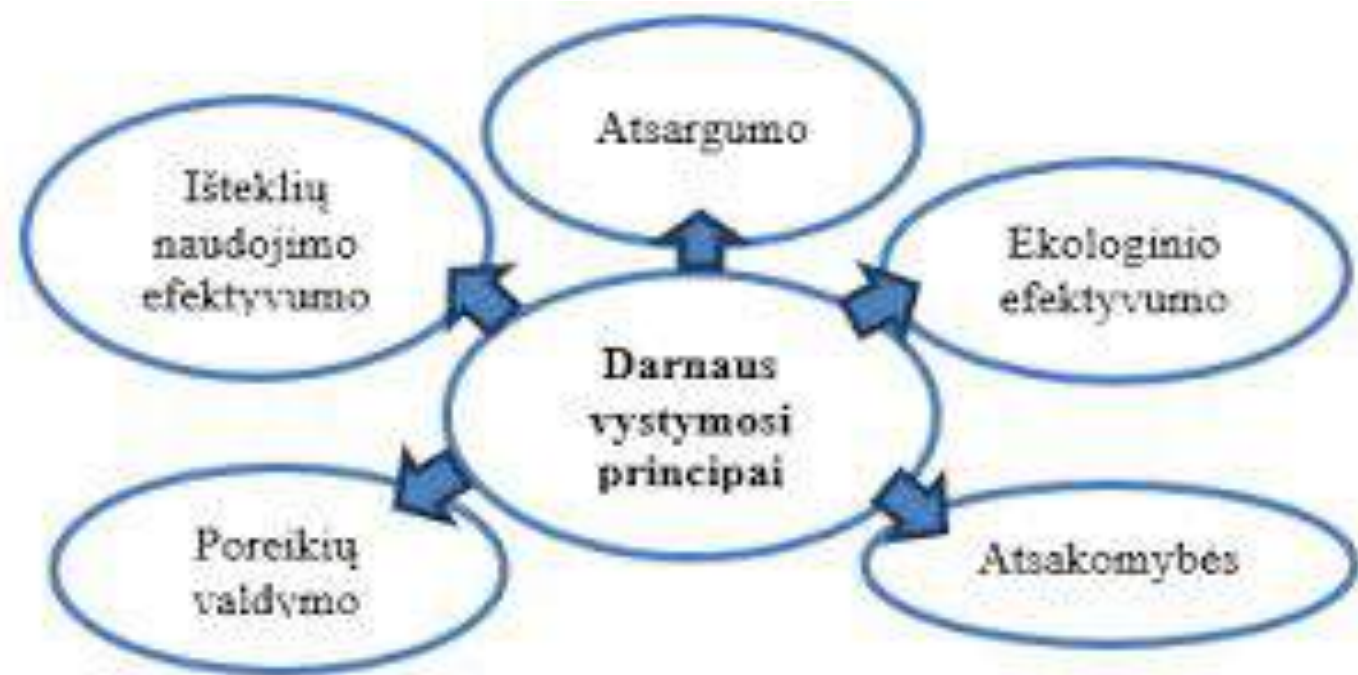 Atsargumo
Išteklių
naudojimo
efektyvumo
Ekologinio
efektyvumo
Darnaus
vystymosi
principai
Poreikių
valdymo
Atsakomybės